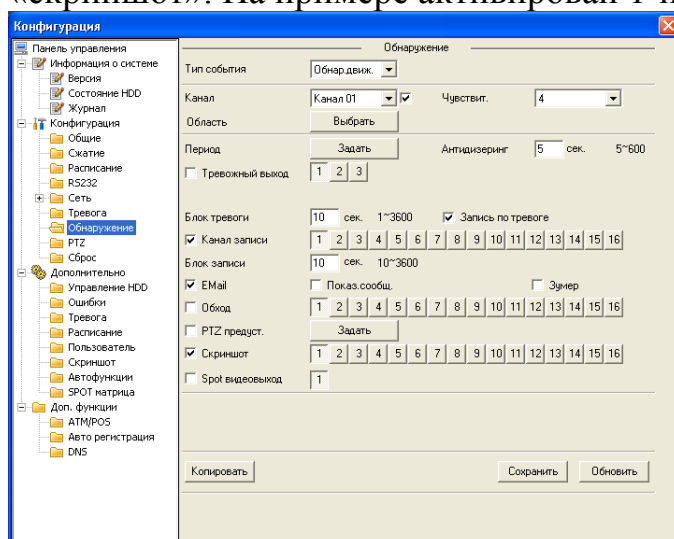 «скриншот». На примере активирован 1-й
Конфигурация
Панель управления
Информация о системе
Версия
Состояние HDD
Журнал
Конфигурация
Общие
Сжатие
Расписание
RS232
Сеть
Тревога
Обнаружение
PTZ
Сброс
Дополнительно
Управление HDD
Ошибки
Тревога
Расписание
Пользователь
Скриншот
Автофункции
SPOT матрица
Доп. функции
ATM/POS
Авто регистрация
DNS
Обнаружение
Тип события Обнар.движ.
Канал Канал 01 Чувствит. 4
Область Выбрать
Период Задать Антидизеринг 5 сек. 5~600
Тревожный выход 1 2 3
Блок тревоги 10 сек. 1~3600 Запись по тревоге
Канал записи 1 2 3 4 5 6 7 8 9 10 11 12 13 14 15 16
Блок записи 10 сек. 10~3600
EMail Показ.сообщ. Зумер
Обход 1 2 3 4 5 6 7 8 9 10 11 12 13 14 15 16
PTZ предуст. Задать
Скриншот 1 2 3 4 5 6 7 8 9 10 11 12 13 14 15 16
Spot видеовыход 1
Копировать Сохранить Обновить